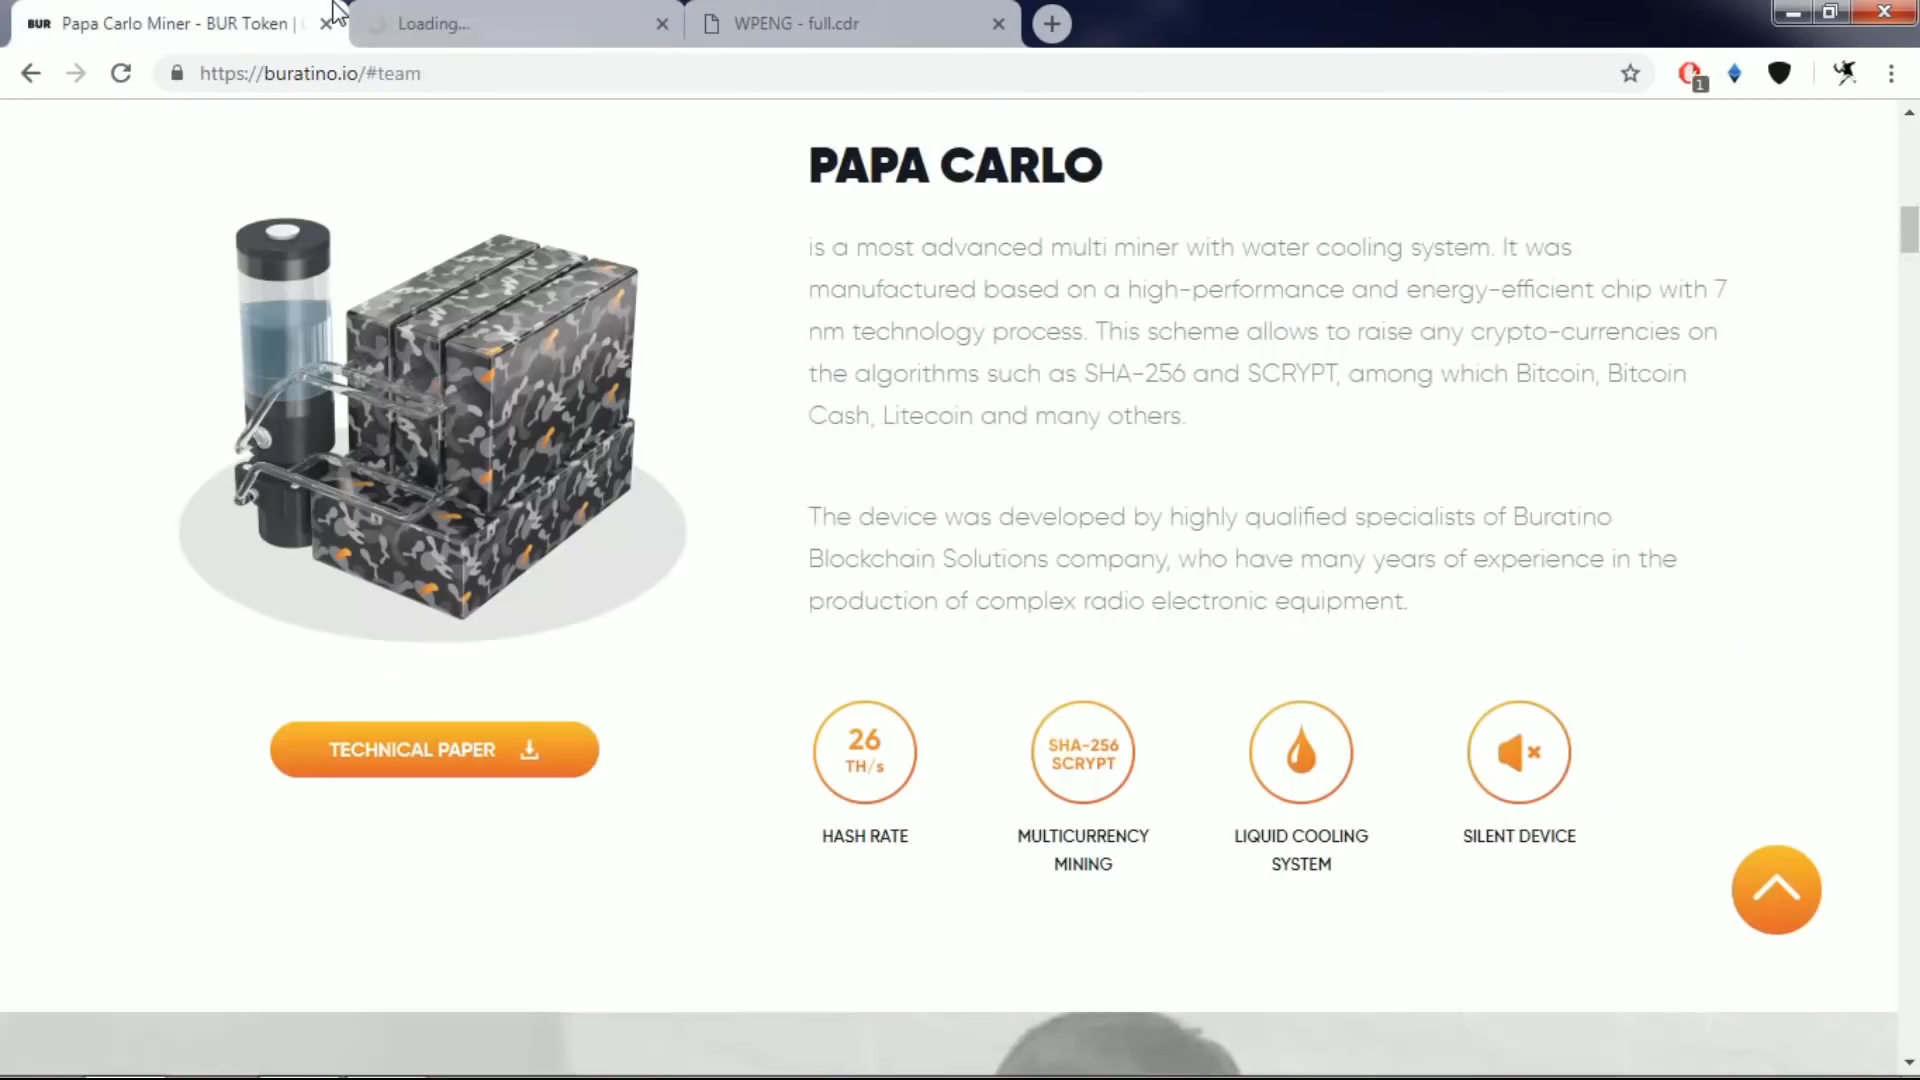 BUR Papa Carlo Miner - BUR Token |
Loading...
WPENG - full.cdr
https://buratino.io/#team
1
PAPA CARLO
is a most advanced multi miner with water cooling system. It was
manufactured based on a high-performance and energy-efficient chip with 7
nm technology process. This scheme allows to raise any crypto-currencies on
the algorithms such as SHA-256 and SCRYPT, among which Bitcoin, Bitcoin
Cash, Litecoin and many others.
The device was developed by highly qualified specialists of Buratino
Blockchain Solutions company, who have many years of experience in the
production of complex radio electronic equipment.
TECHNICAL PAPER
26
TH/s
HASH RATE
SHA-256
SCRYPT
MULTICURRENCY
MINING
LIQUID COOLING
SYSTEM
SILENT DEVICE